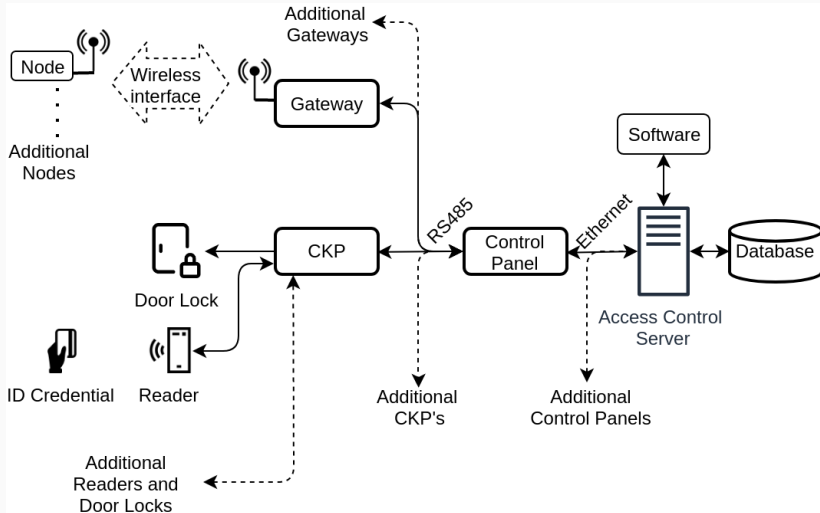 Additional
Gateways
Node
Wireless
interface
Gateway
Additional
Nodes
Software
RS485
Ethernet
CKP
Control
Panel
Database
Door Lock
Access Control
Server
ID Credential
Reader
Additional
CKP's
Additional
Control Panels
Additional
Readers and
Door Locks